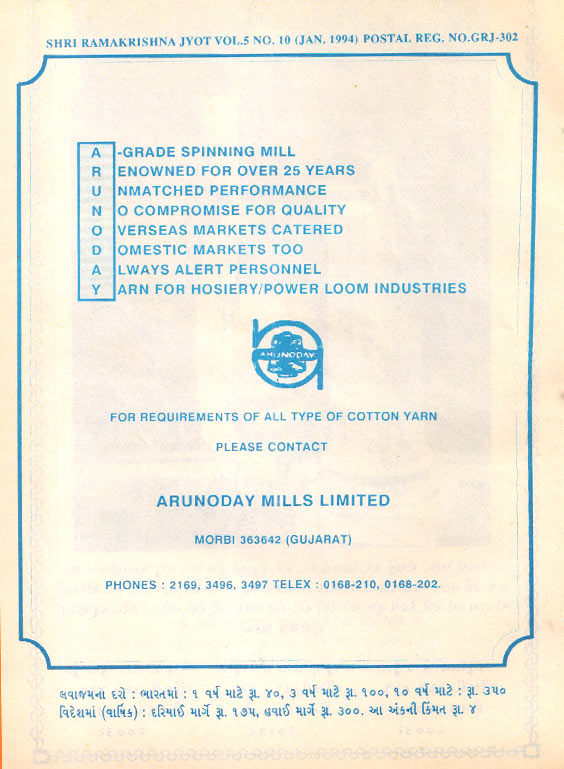 SHRI RAMAKRISHNA JYOT VOL.5 NO. 10 (JAN. 1994) POSTAL REG. NO.GRJ-302
A -GRADE SPINNING MILL
R ENOWNED FOR OVER 25 YEARS
U NMATCHED PERFORMANCE
N O COMPROMISE FOR QUALITY
O VERSEAS MARKETS CATERED
D OMESTIC MARKETS TOO
A LWAYS ALERT PERSONNEL
Y ARN FOR HOSIERY/POWER LOOM INDUSTRIES
ARUNODAY
FOR REQUIREMENTS OF ALL TYPE OF COTTON YARN
PLEASE CONTACT
ARUNODAY MILLS LIMITED
MORBI 363642 (GUJARAT)
PHONES : 2169, 3496, 3497 TELEX : 0168-210, 0168-202.
લવાજમના દરો : ભારતમાં : ૧ વર્ષ માટે રૂા. ૪૦, ૩ વર્ષ માટે રૂા. ૧૦૦, ૧૦ વર્ષ માટે : રૂા. ૩૫૦
વિદેશમાં (વાર્ષિક) : દરિયાઈ માર્ગે રૂા. ૧૭૫, હવાઈ માર્ગે રૂા. ૩૦૦. આ અંકની કિંમત રૂા. ૪